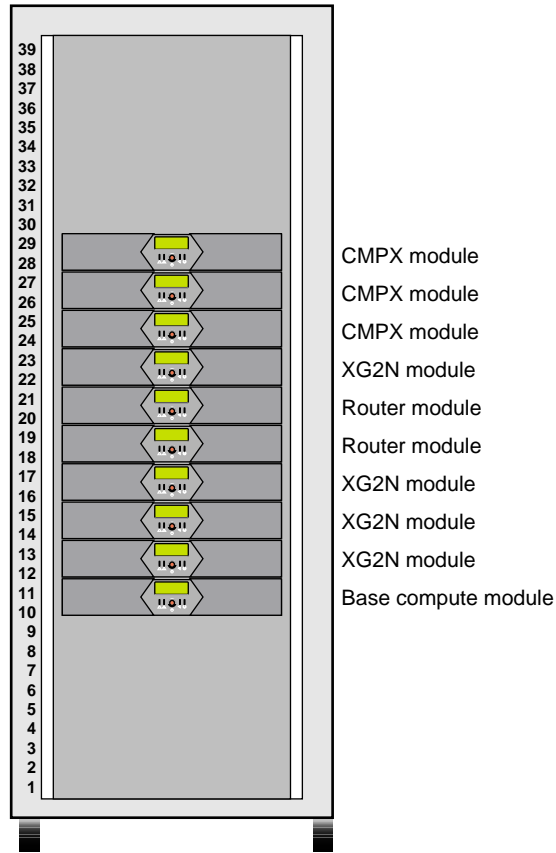 39
38
37
36
35
34
33
32
31
30
29
28 CMPX module
27
26 CMPX module
25
24 CMPX module
23
22 XG2N module
21
20 Router module
19
18 Router module
17
16 XG2N module
15
14 XG2N module
13
12 XG2N module
11
10 Base compute module
9
8
7
6
5
4
3
2
1